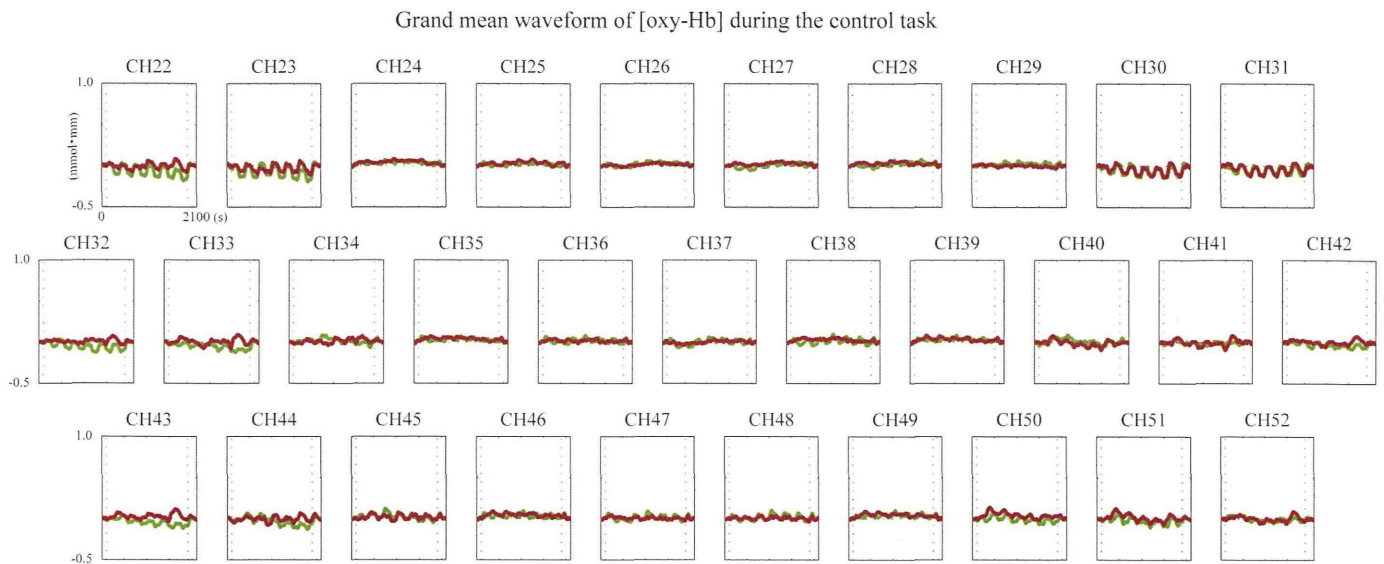 Grand mean waveform of [oxy-Hb] during the control task
CH22 CH23 CH24 CH25 CH26 CH27 CH28 CH29 CH30 CH31
1.0
(mmol•mm)
-0.5
0 2100 (s)
CH32 CH33 CH34 CH35 CH36 CH37 CH38 CH39 CH40 CH41 CH42
1.0
-0.5
CH43 CH44 CH45 CH46 CH47 CH48 CH49 CH50 CH51 CH52
1.0
-0.5